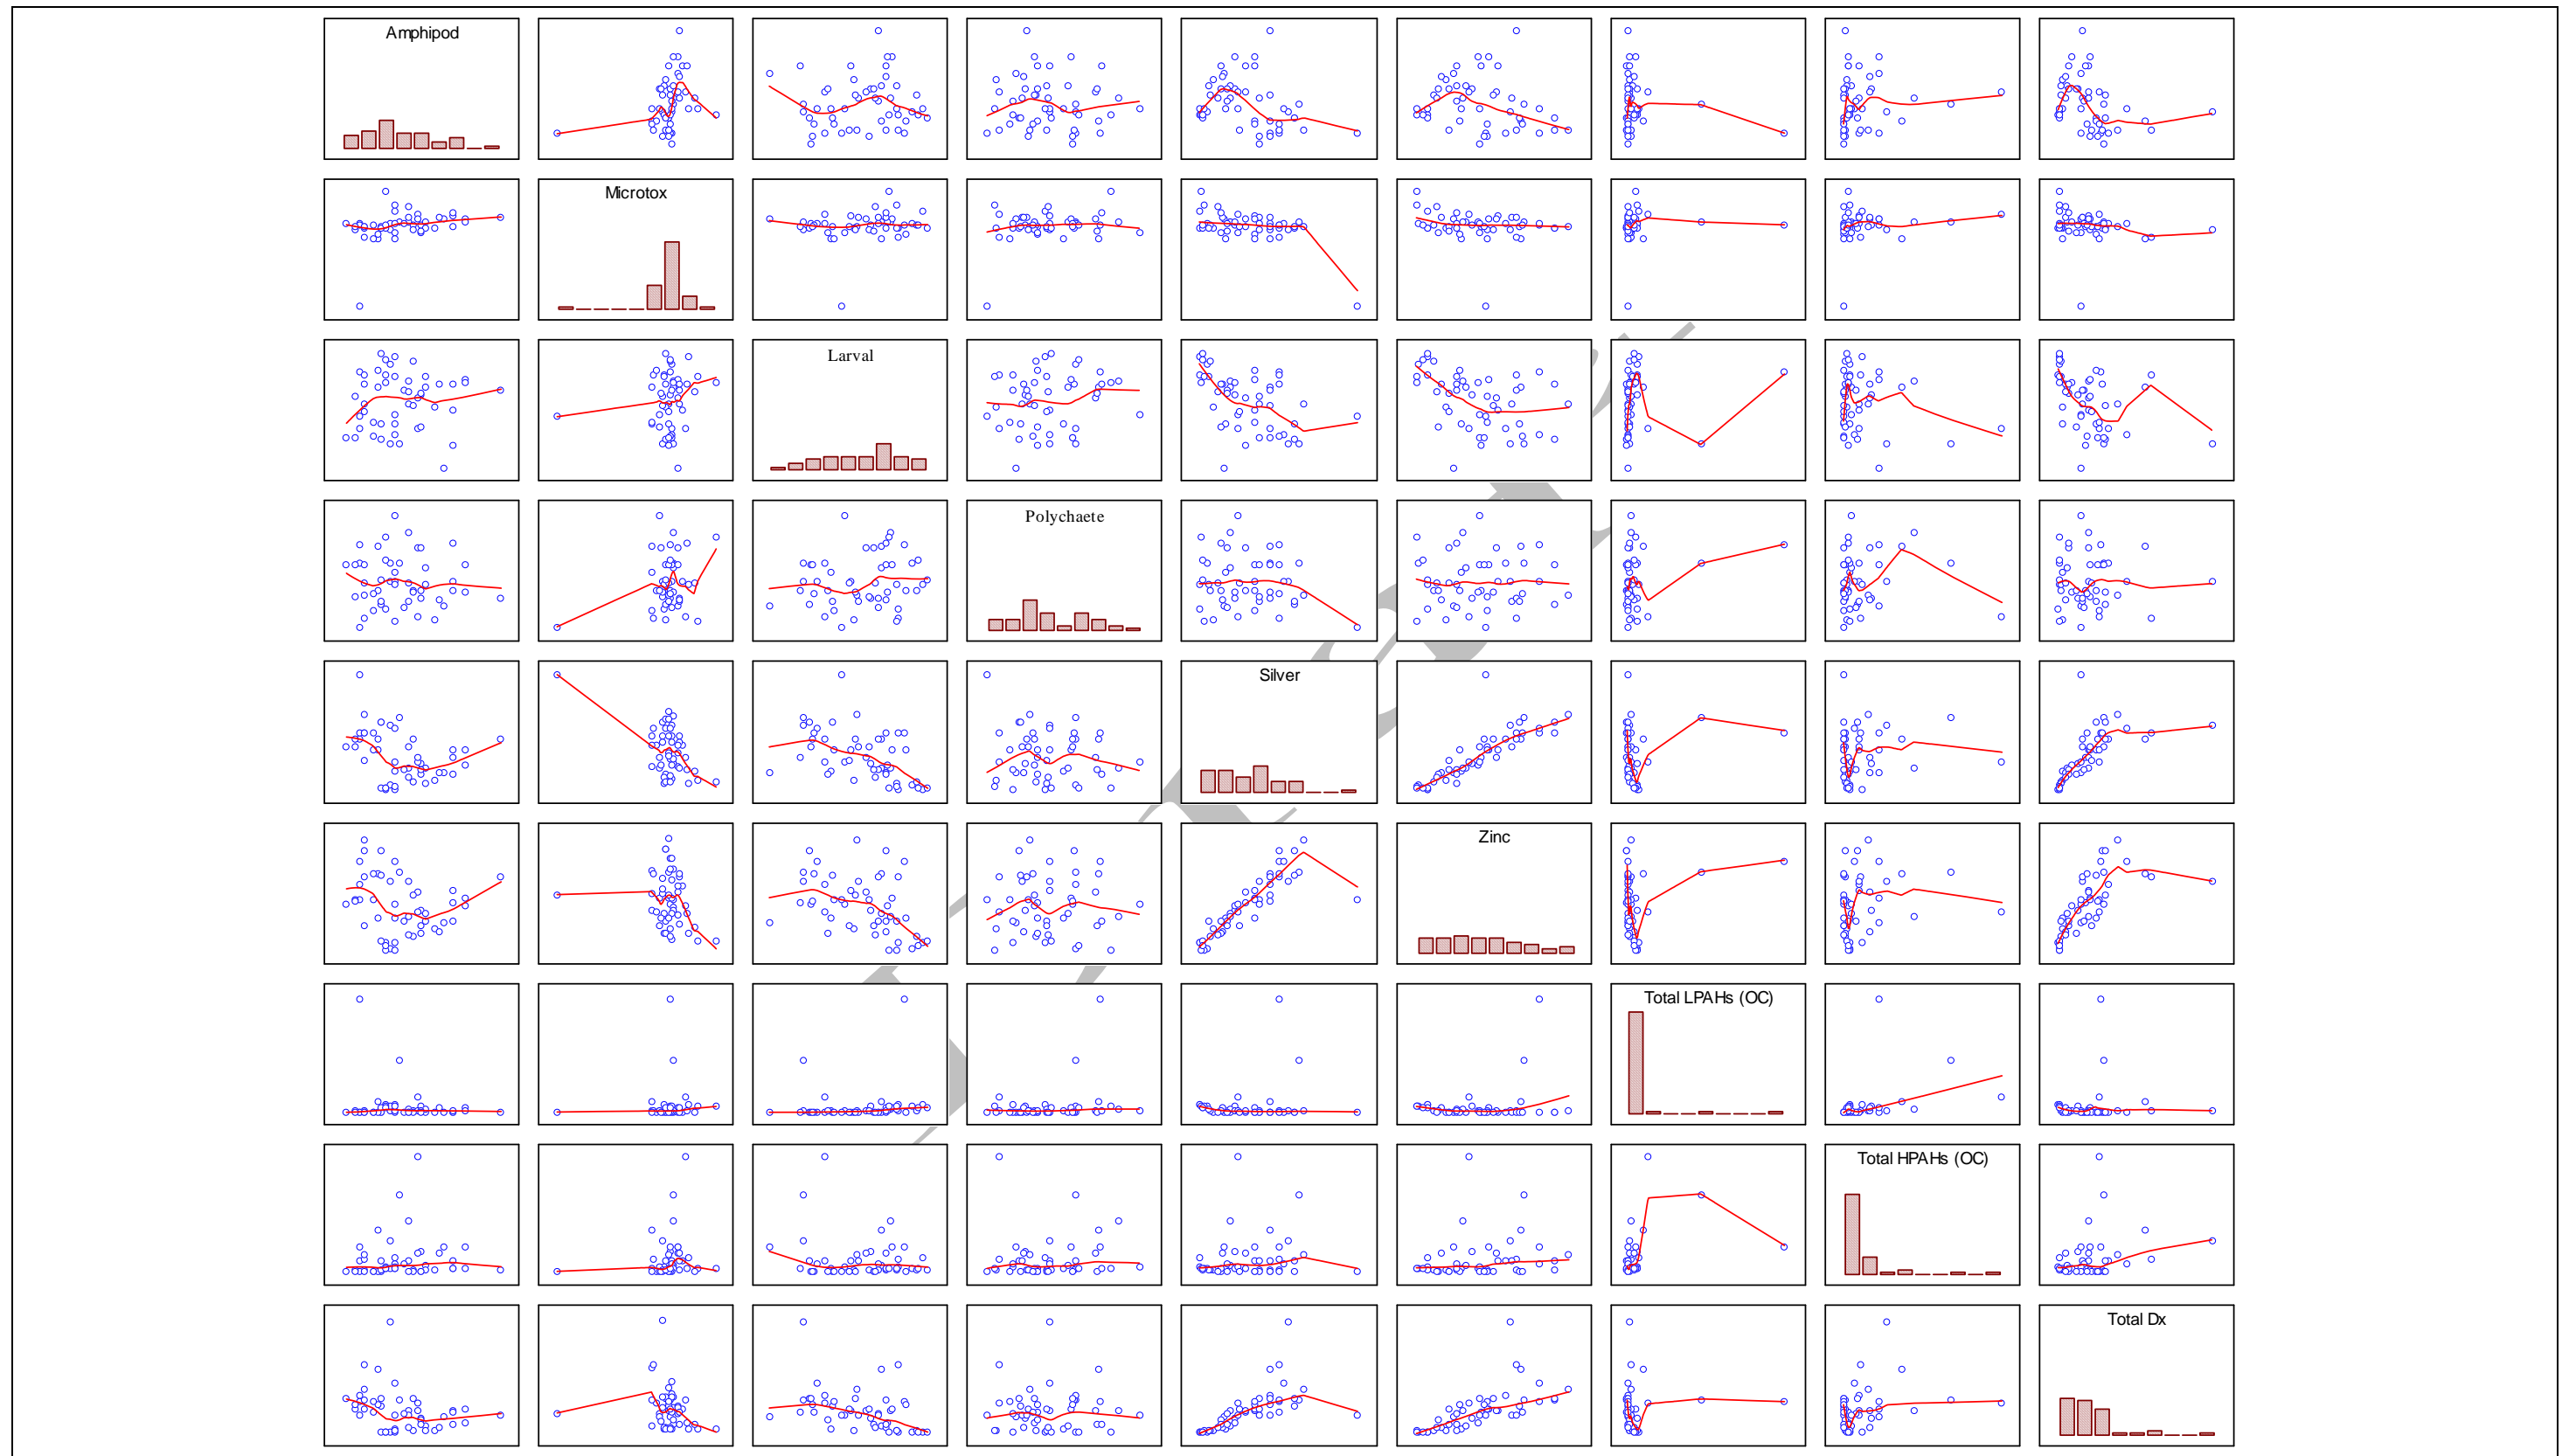 Amphipod
Microtox
Larval
Polychaete
Silver
Zinc
Total LPAHs (OC)
Total HPAHs (OC)
Total Dx